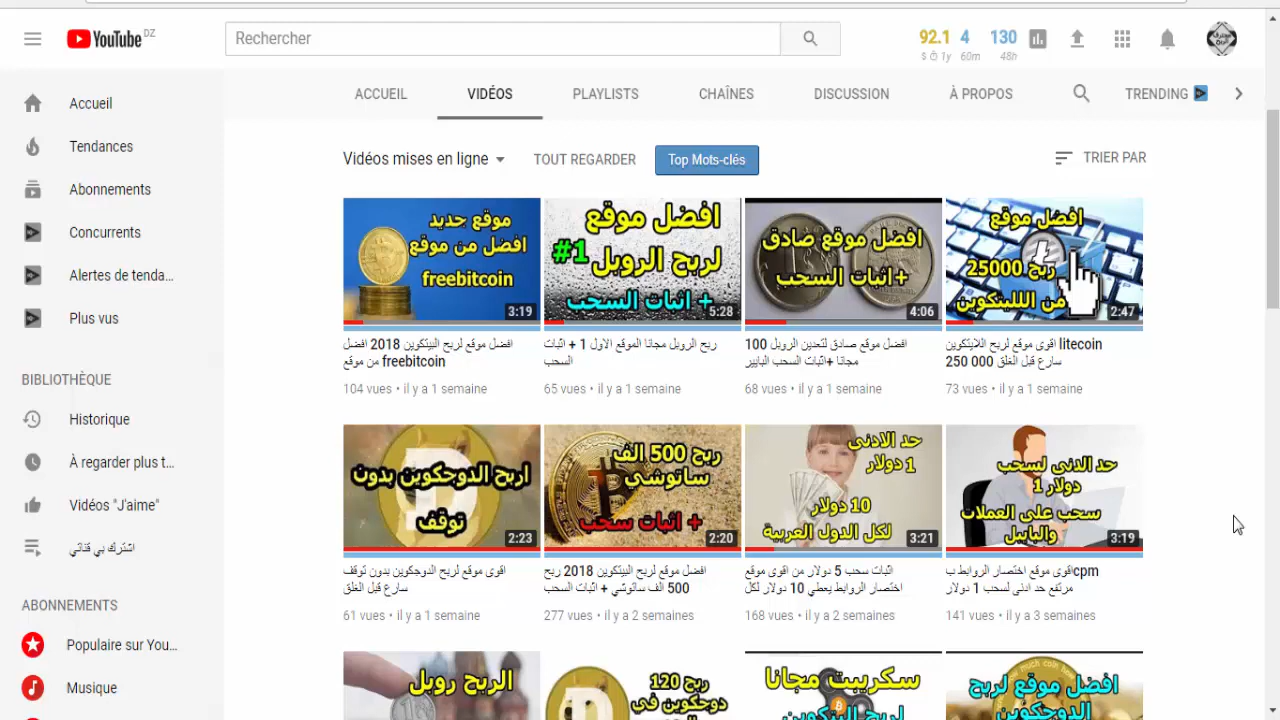 YouTube DZ
Rechercher
92.1 4 130
$ 1y 60m 48h
ACCUEIL VIDÉOS PLAYLISTS CHAÎNES DISCUSSION À PROPOS TRENDING
Accueil
Tendances
Abonnements
Concurrents
Alertes de tenda...
Plus vus
BIBLIOTHÈQUE
Historique
À regarder plus t...
Vidéos "J'aime"
اشترك بي قناتي
ABONNEMENTS
Populaire sur You...
Musique
Vidéos mises en ligne TOUT REGARDER Top Mots-clés TRIER PAR
موقع جديد
افضل من موقع
freebitcoin
3:19
افضل موقع لربح البيتكوين 2018 افضل
من موقع freebitcoin
104 vues • il y a 1 semaine
افضل موقع
لربح الروبل #1
+ اثبات السحب
5:28
ربح الروبل مجانا الموقع الاول 1 + اثبات
السحب
65 vues • il y a 1 semaine
افضل موقع صادق
+اثبات السحب
4:06
افضل موقع صادق لتعدين الروبل 100
مجانا +اثبات السحب البايير
68 vues • il y a 1 semaine
افضل موقع
ربح 25000
من الليتكوين
2:47
اقوى موقع لربح اللايتكوين litecoin
250 000 سارع قبل الغلق
73 vues • il y a 1 semaine
اربح الدوجكوين بدون
توقف
2:23
اقوى موقع لربح الدوجكوين بدون توقف
سارع قبل الغلق
61 vues • il y a 1 semaine
ربح 500 الف
ساتوشي
+ اثبات سحب
2:20
افضل موقع لربح البيتكوين 2018 ربح
500 الف ساتوشي + اثبات السحب
277 vues • il y a 2 semaines
حد الادنى
1 دولار
10 دولار
لكل الدول العربية
3:21
اثبات سحب 5 دولار من اقوى موقع
اختصار الروابط يعطي 10 دولار لكل
168 vues • il y a 2 semaines
حد الادنى لسحب
1 دولار
سحب على العملات
والبايبل
3:19
اقوى موقع اختصار الروابط ب cpm
مرتفع حد ادنى لسحب 1 دولار
141 vues • il y a 3 semaines
الربح روبل
ربح 120
دوجكوين في
سكريبت مجانا
لربح البتكوين
افضل موقع لربح
الدوجكوين